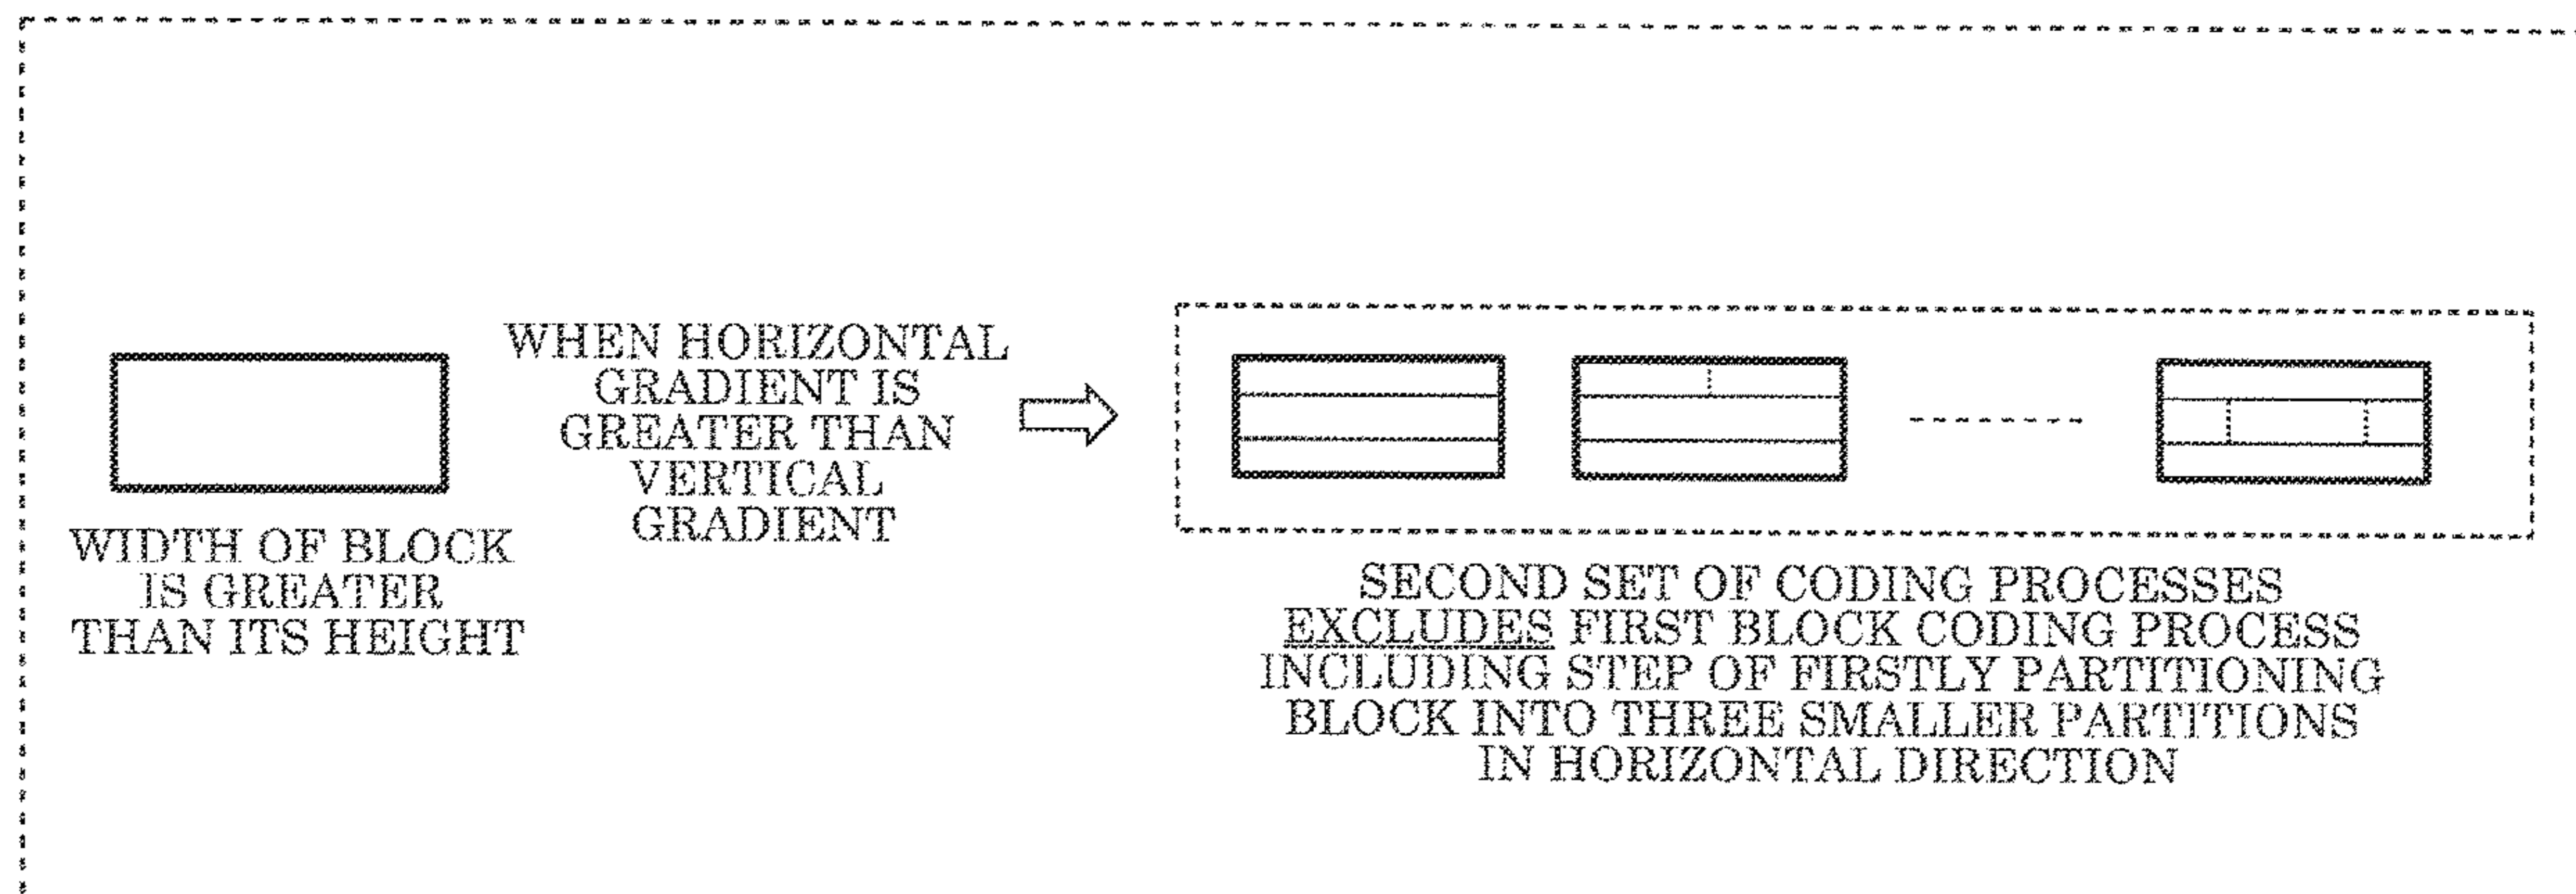 WIDTH OF BLOCK
IS GREATER
THAN ITS HEIGHT
WHEN HORIZONTAL
GRADIENT IS
GREATER THAN
VERTICAL
GRADIENT
SECOND SET OF CODING PROCESSES
EXCLUDES FIRST BLOCK CODING PROCESS
INCLUDING STEP OF FIRSTLY PARTITIONING
BLOCK INTO THREE SMALLER PARTITIONS
IN HORIZONTAL DIRECTION